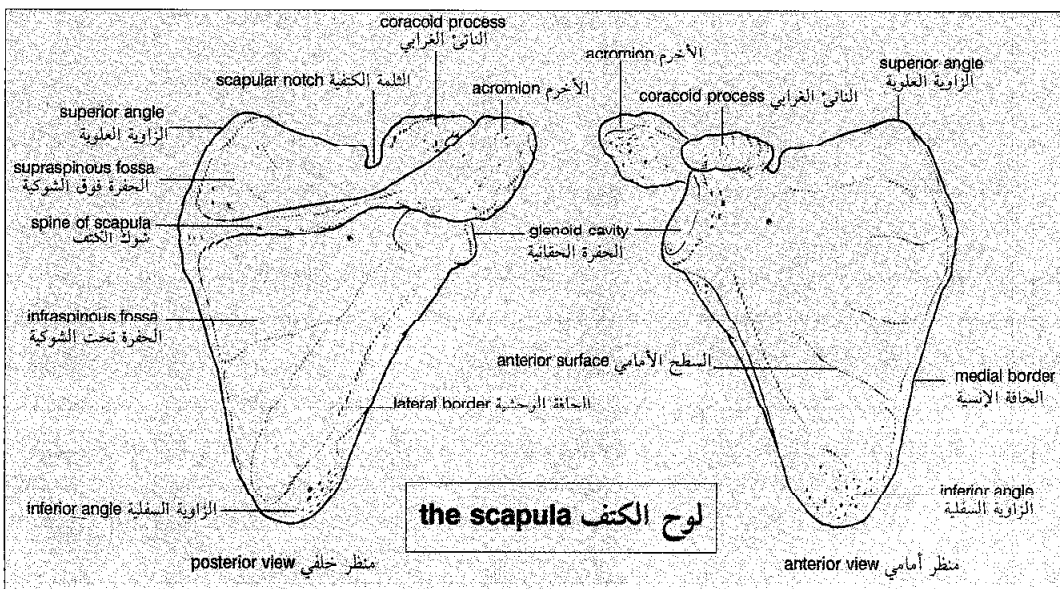 coracoid process
الناتئ الغرابي
scapular notch الثلمة الكتفية
acromion الأخرم
superior angle
الزاوية العلوية
supraspinous fossa
الحفرة فوق الشوكية
spine of scapula
شوك الكتف
infraspinous fossa
الحفرة تحت الشوكية
lateral border الحافة الوحشية
inferior angle الزاوية السفلية
posterior view منظر خلفي
glenoid cavity
الحفرة الحقانية
acromion الأخرم
coracoid process الناتئ الغرابي
superior angle
الزاوية العلوية
anterior surface السطح الأمامي
medial border
الحافة الإنسية
inferior angle
الزاوية السفلية
anterior view منظر أمامي
the scapula لوح الكتف